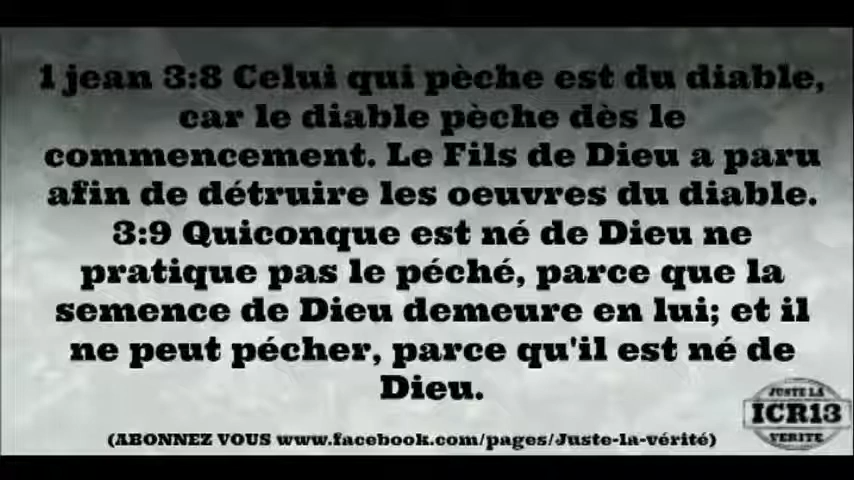 1 jean 3:8 Celui qui pèche est du diable,
car le diable pèche dès le
commencement. Le Fils de Dieu a paru
afin de détruire les oeuvres du diable.
3:9 Quiconque est né de Dieu ne
pratique pas le péché, parce que la
semence de Dieu demeure en lui; et il
ne peut pécher, parce qu'il est né de
Dieu.
JUSTE LA
ICR13
VERITE
(ABONNEZ VOUS www.facebook.com/pages/Juste-la-vérité)